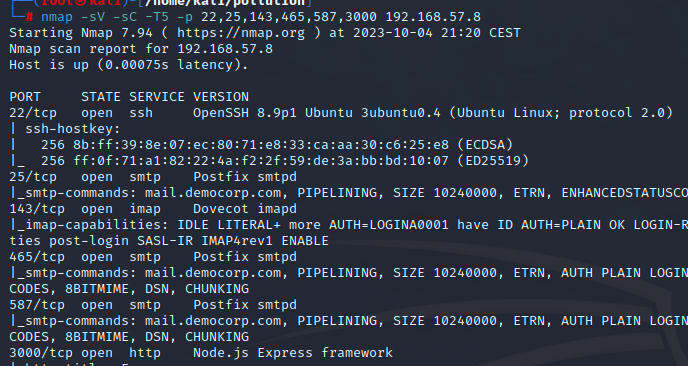 (root㉿kali)-[/home/kali/pollution]
# nmap -sV -sC -T5 -p 22,25,143,465,587,3000 192.168.57.8
Starting Nmap 7.94 ( https://nmap.org ) at 2023-10-04 21:20 CEST
Nmap scan report for 192.168.57.8
Host is up (0.00075s latency).
PORT     STATE SERVICE VERSION
22/tcp   open  ssh     OpenSSH 8.9p1 Ubuntu 3ubuntu0.4 (Ubuntu Linux; protocol 2.0)
| ssh-hostkey:
|   256 8b:ff:39:8e:07:ec:80:71:e8:33:ca:aa:30:c6:25:e8 (ECDSA)
|_  256 ff:0f:71:a1:82:22:4a:f2:2f:59:de:3a:bb:bd:10:07 (ED25519)
25/tcp   open  smtp    Postfix smtpd
|_smtp-commands: mail.democorp.com, PIPELINING, SIZE 10240000, ETRN, ENHANCEDSTATUSCO
143/tcp  open  imap    Dovecot imapd
|_imap-capabilities: IDLE LITERAL+ more AUTH=LOGINA0001 have ID AUTH=PLAIN OK LOGIN-R
ties post-login SASL-IR IMAP4rev1 ENABLE
465/tcp  open  smtp    Postfix smtpd
|_smtp-commands: mail.democorp.com, PIPELINING, SIZE 10240000, ETRN, AUTH PLAIN LOGIN
CODES, 8BITMIME, DSN, CHUNKING
587/tcp  open  smtp    Postfix smtpd
|_smtp-commands: mail.democorp.com, PIPELINING, SIZE 10240000, ETRN, AUTH PLAIN LOGIN
CODES, 8BITMIME, DSN, CHUNKING
3000/tcp open  http    Node.js Express framework